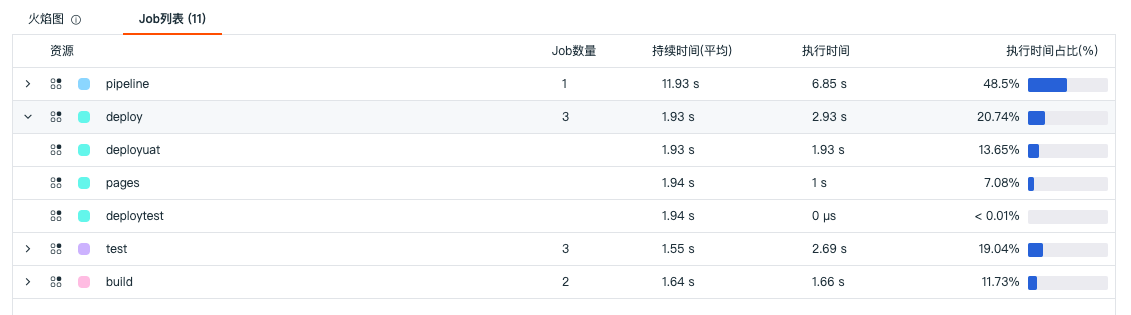 火焰图 Job列表 (11)
资源 Job数量 持续时间(平均) 执行时间 执行时间占比(%)
pipeline 1 11.93 s 6.85 s 48.5%
deploy 3 1.93 s 2.93 s 20.74%
deployuat 1.93 s 1.93 s 13.65%
pages 1.94 s 1 s 7.08%
deploytest 1.94 s 0 μs < 0.01%
test 3 1.55 s 2.69 s 19.04%
build 2 1.64 s 1.66 s 11.73%